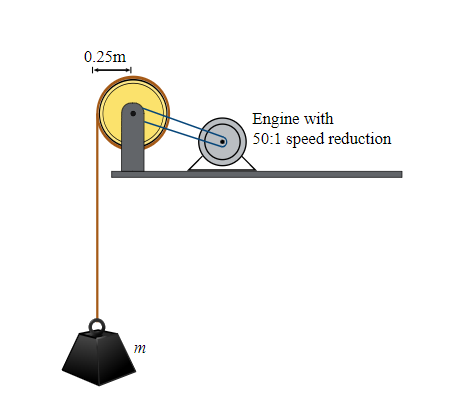 0.25m
Engine with
50:1 speed reduction
m